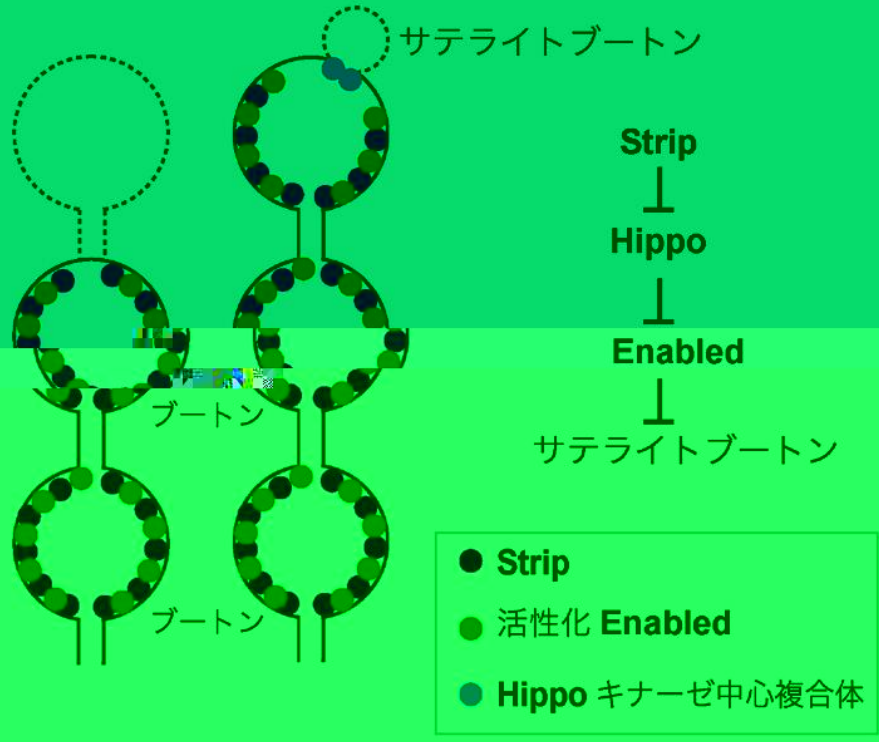 サテライトブートン
Strip
Hippo
Enabled
サテライトブートン
ブートン
ブートン
Strip
活性化 Enabled
Hippo キナーゼ中心複合体